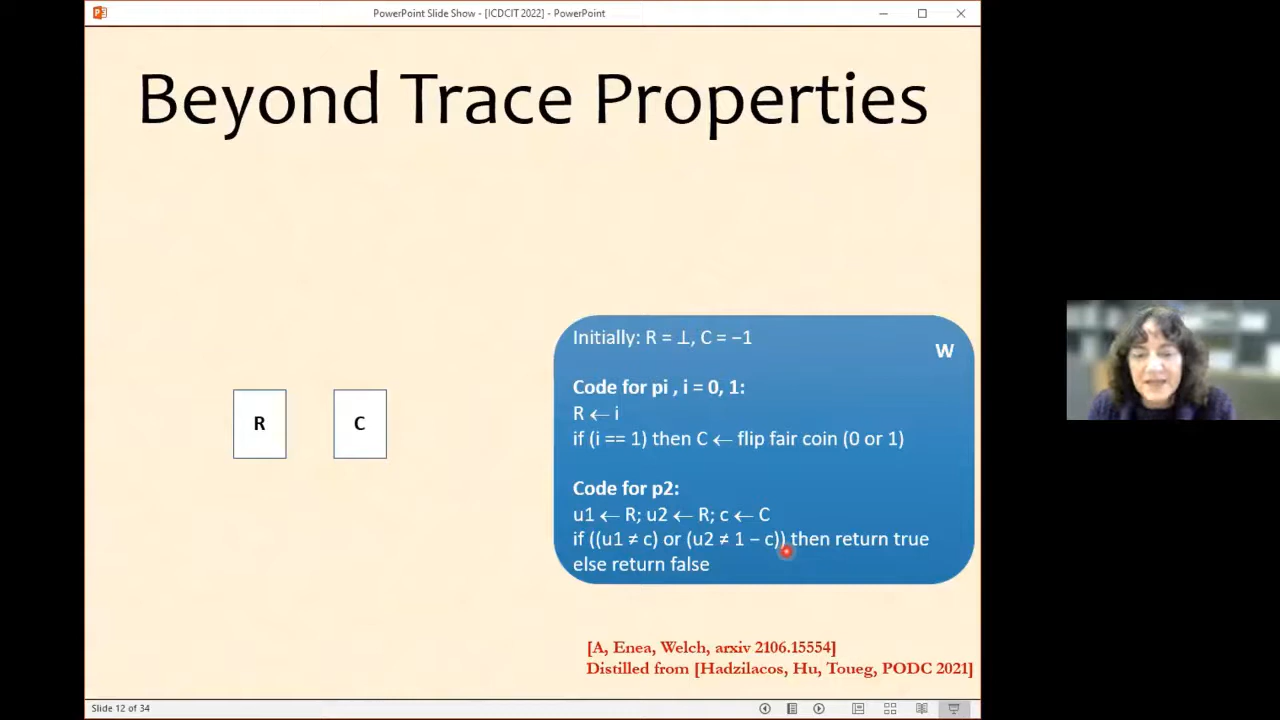 PowerPoint Slide Show - [ICDCIT 2022] - PowerPoint
Beyond Trace Properties
Initially: R = ⊥, C = −1
W
Code for pi , i = 0, 1:
R ← i
if (i == 1) then C ← flip fair coin (0 or 1)
R
C
Code for p2:
u1 ← R; u2 ← R; c ← C
if ((u1 ≠ c) or (u2 ≠ 1 − c)) then return true
else return false
[A, Enea, Welch, arxiv 2106.15554]
Distilled from [Hadzilacos, Hu, Toueg, PODC 2021]
Slide 12 of 34